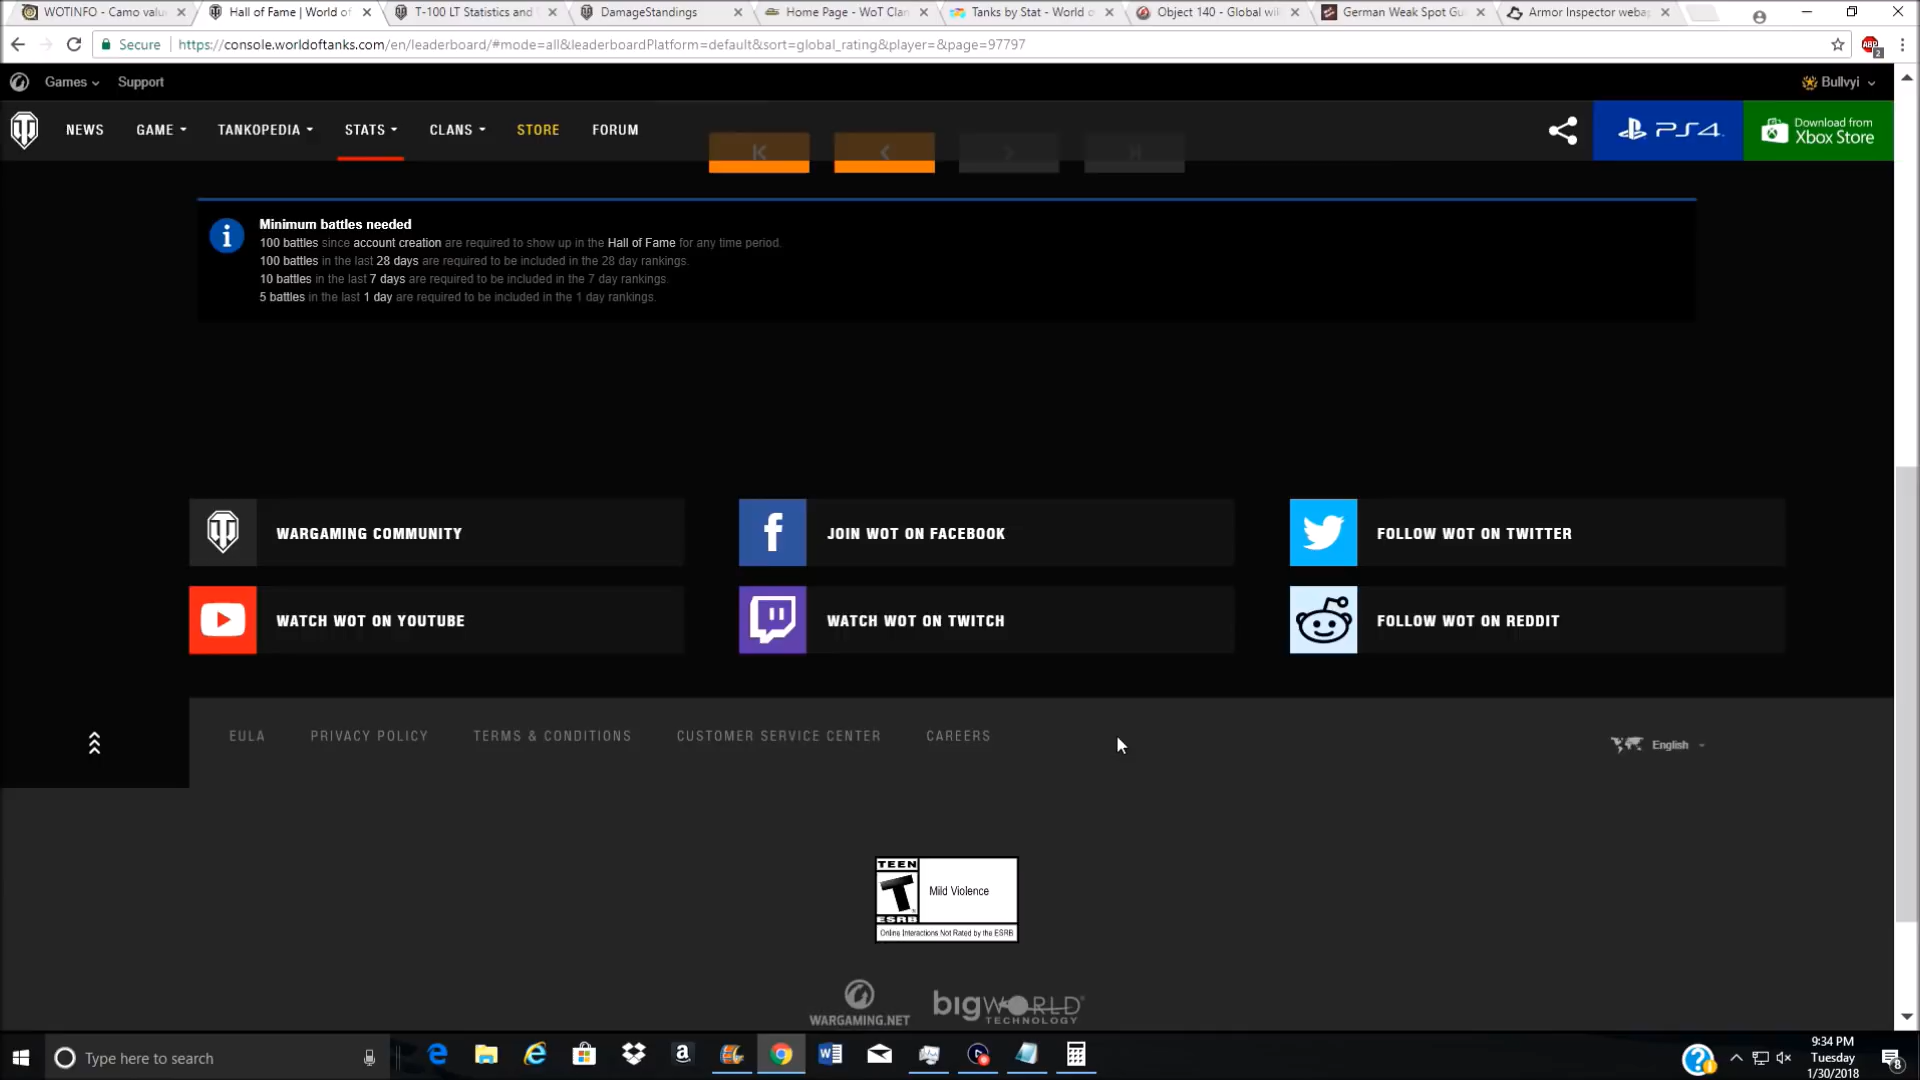 WOTINFO - Camo valu
Hall of Fame | World of
T-100 LT Statistics and
DamageStandings
Home Page - WoT Clan
Tanks by Stat - World o
Object 140 - Global wik
German Weak Spot Gu
Armor Inspector weba
Secure
https://console.worldoftanks.com/en/leaderboard/#mode=all&leaderboardPlatform=default&sort=global_rating&player=&page=97797
ABP
2
Games
Support
Bullvyi
NEWS
GAME
TANKOPEDIA
STATS
CLANS
STORE
FORUM
PS4
Download from
Xbox Store
Minimum battles needed
100 battles since account creation are required to show up in the Hall of Fame for any time period.
100 battles in the last 28 days are required to be included in the 28 day rankings.
10 battles in the last 7 days are required to be included in the 7 day rankings.
5 battles in the last 1 day are required to be included in the 1 day rankings.
WARGAMING COMMUNITY
JOIN WOT ON FACEBOOK
FOLLOW WOT ON TWITTER
WATCH WOT ON YOUTUBE
WATCH WOT ON TWITCH
FOLLOW WOT ON REDDIT
EULA
PRIVACY POLICY
TERMS & CONDITIONS
CUSTOMER SERVICE CENTER
CAREERS
English
TEEN
T
ESRB
Mild Violence
Online Interactions Not Rated by the ESRB
WARGAMING.NET
bigWORLD
TECHNOLOGY
Type here to search
9:34 PM
Tuesday
1/30/2018
8